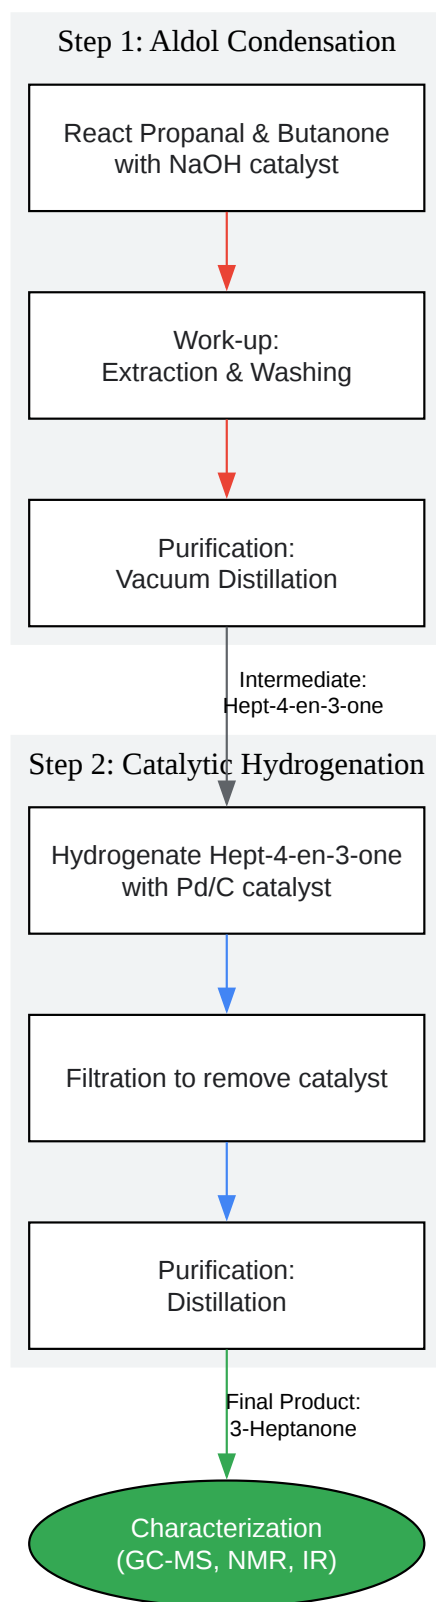 Step 1: Aldol Condensation
React Propanal & Butanone
with NaOH catalyst
Work-up:
Extraction & Washing
Purification:
Vacuum Distillation
Intermediate:
Hept-4-en-3-one
Step 2: Catalytic Hydrogenation
Hydrogenate Hept-4-en-3-one
with Pd/C catalyst
Filtration to remove catalyst
Purification:
Distillation
Final Product:
3-Heptanone
Characterization
(GC-MS, NMR, IR)